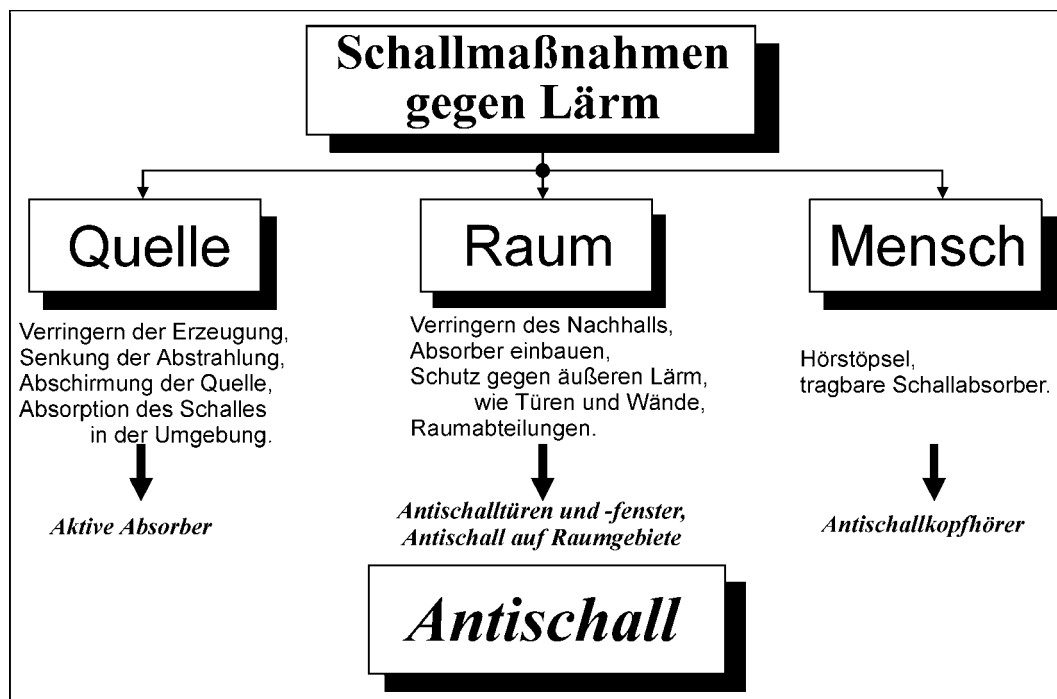 Schallmaßnahmen
gegen Lärm
Quelle
Verringern der Erzeugung,
Senkung der Abstrahlung,
Abschirmung der Quelle,
Absorption des Schalles
in der Umgebung.
Aktive Absorber
Raum
Verringern des Nachhalls,
Absorber einbauen,
Schutz gegen äußeren Lärm,
wie Türen und Wände,
Raumabteilungen.
Antischalltüren und -fenster,
Antischall auf Raumgebiete
Mensch
Hörstöpsel,
tragbare Schallabsorber.
Antischallkopfhörer
Antischall